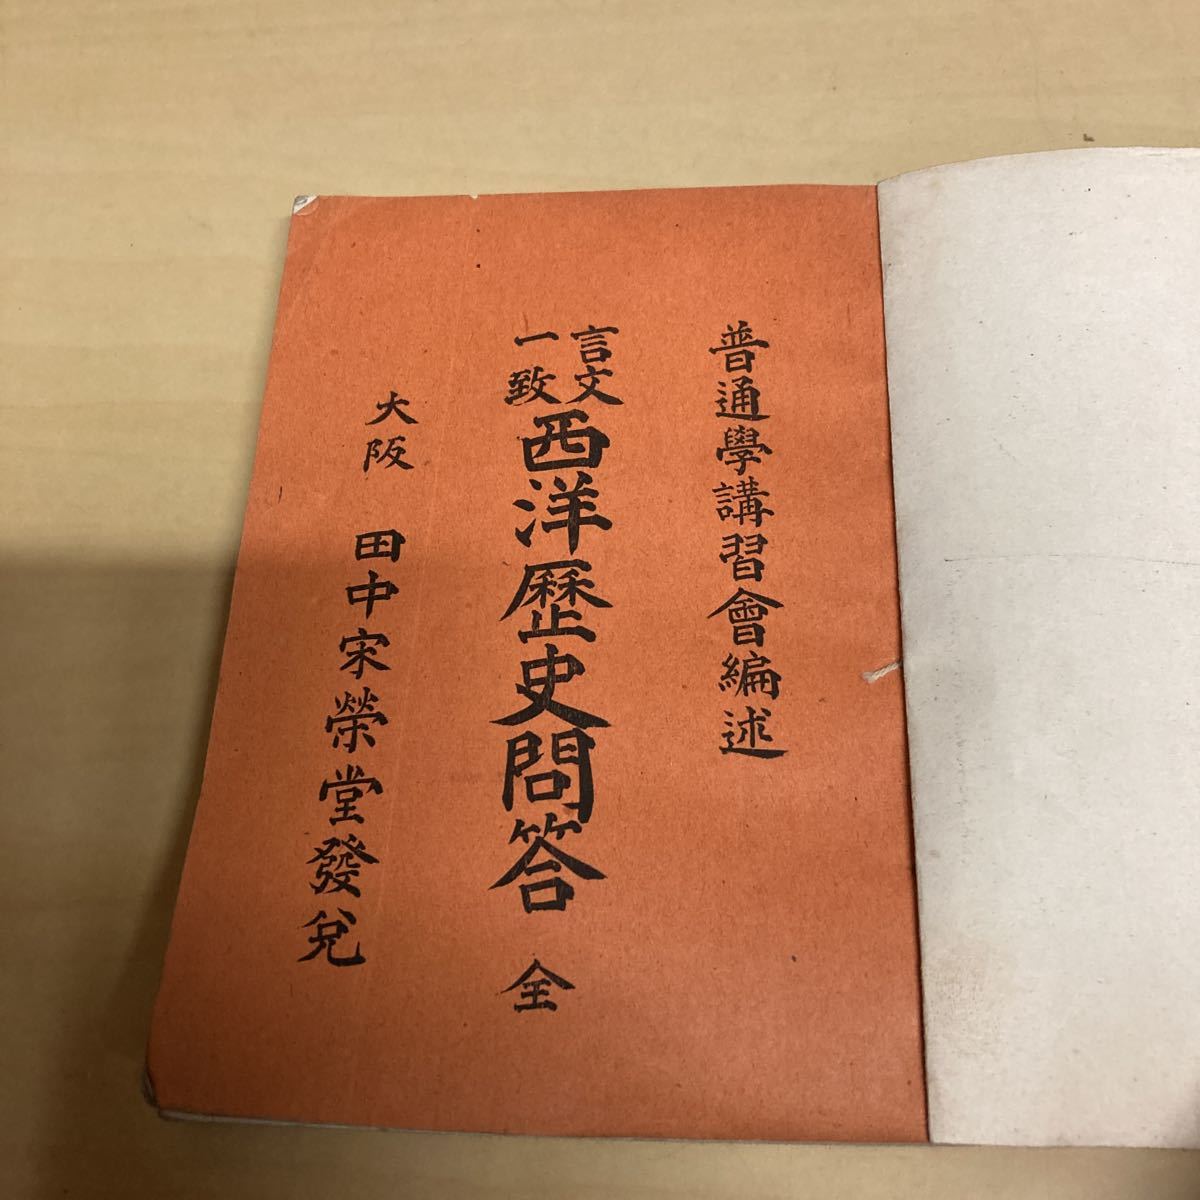 普通學講習會編述
言文
一致
西洋歷史問答 全
大阪 田中宋榮堂發兌